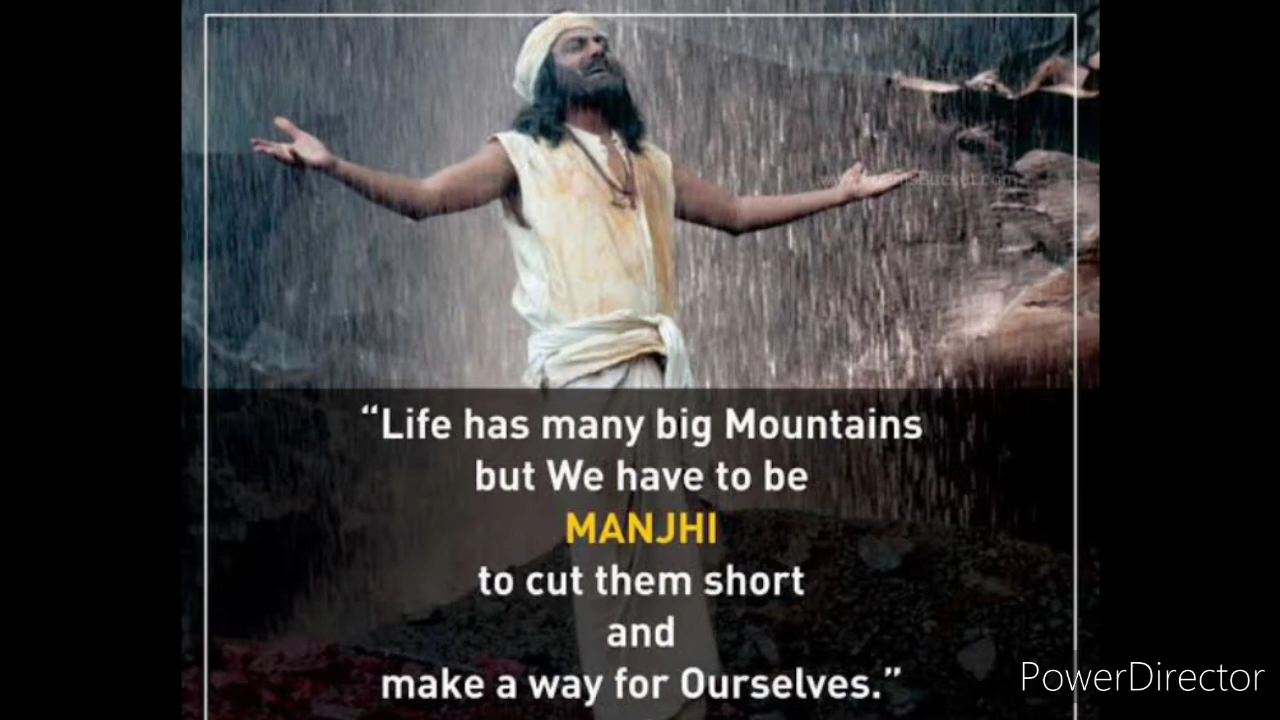 “Life has many big Mountains
but We have to be
MANJHI
to cut them short
and
make a way for Ourselves.”
PowerDirector